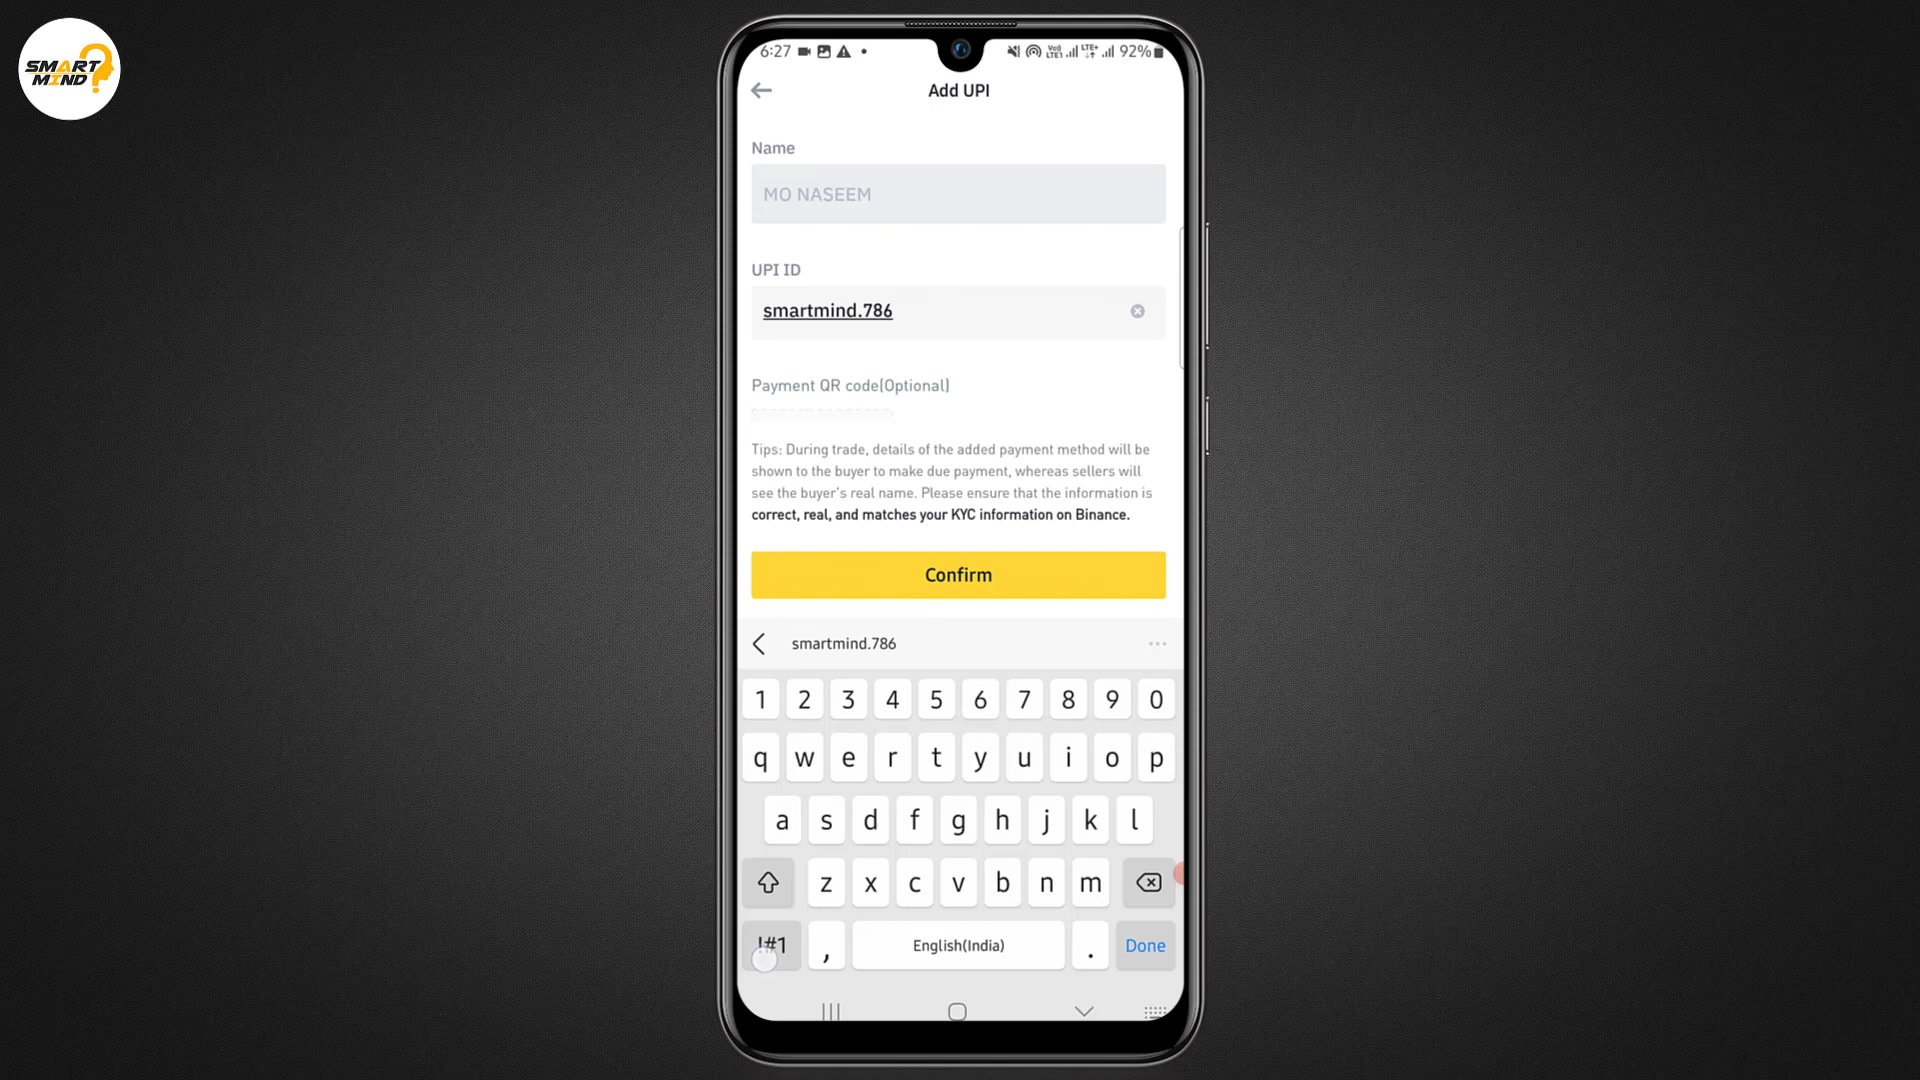 SMART
MIND
6:27
VoD
LTE1
LTE+
92%
Add UPI
Name
MO NASEEM
UPI ID
smartmind.786
Payment QR code(Optional)
Tips: During trade, details of the added payment method will be
shown to the buyer to make due payment, whereas sellers will
see the buyer's real name. Please ensure that the information is
correct, real, and matches your KYC information on Binance.
Confirm
smartmind.786
1 2 3 4 5 6 7 8 9 0
q w e r t y u i o p
a s d f g h j k l
z x c v b n m
!#1 , English(India) . Done